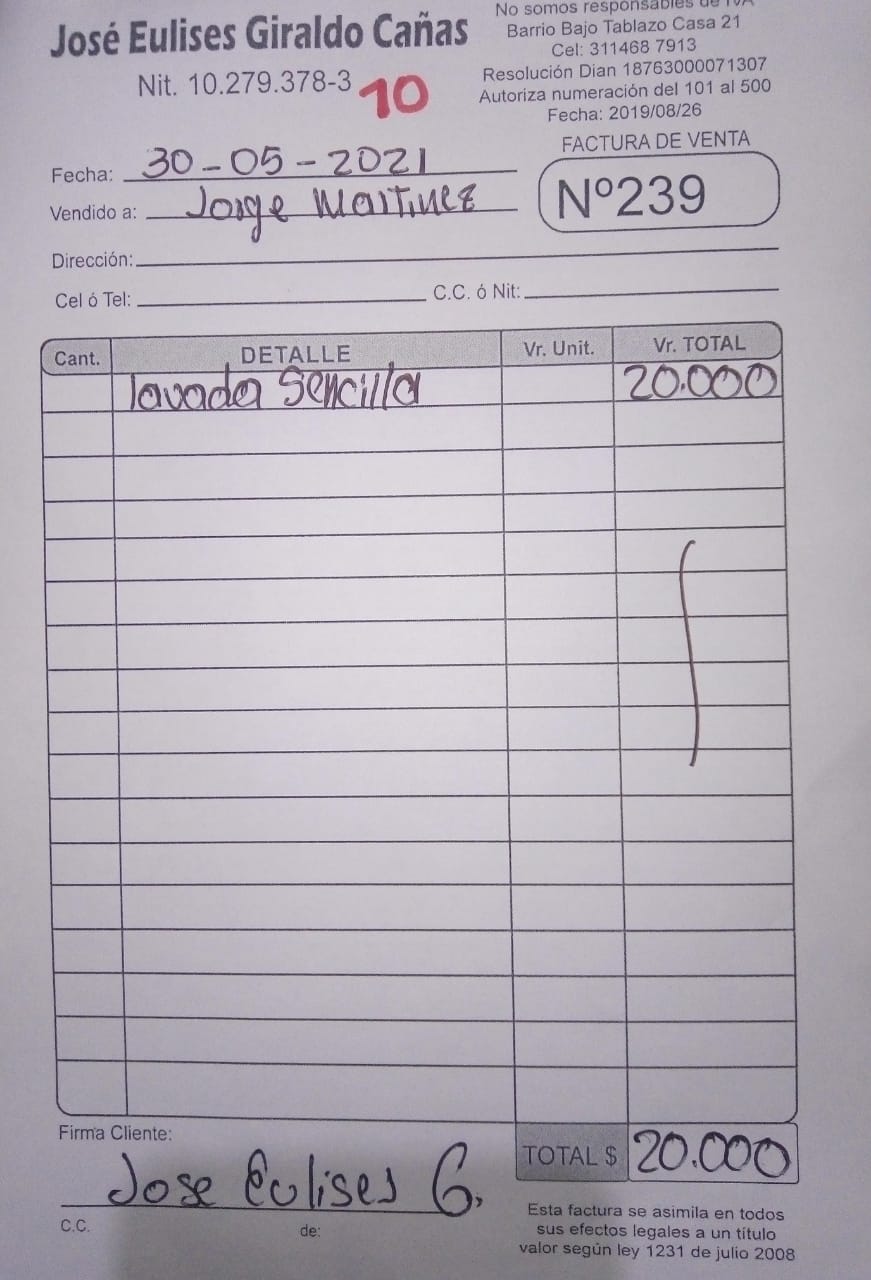 No somos responsables de IVA
José Eulises Giraldo Cañas
Barrio Bajo Tablazo Casa 21
Cel: 311468 7913
Nit. 10.279.378-3
10
Resolución Dian 18763000071307
Autoriza numeración del 101 al 500
Fecha: 2019/08/26
FACTURA DE VENTA
Fecha: 30-05-2021
Nº239
Vendido a: Jorge Martinez
Dirección:
Cel ó Tel: C.C. ó Nit:
Cant. DETALLE Vr. Unit. Vr. TOTAL
lavada sencilla 20.000
Firma Cliente:
TOTAL $ 20.000
Jose Eulises G.
C.C. de:
Esta factura se asimila en todos
sus efectos legales a un título
valor según ley 1231 de julio 2008